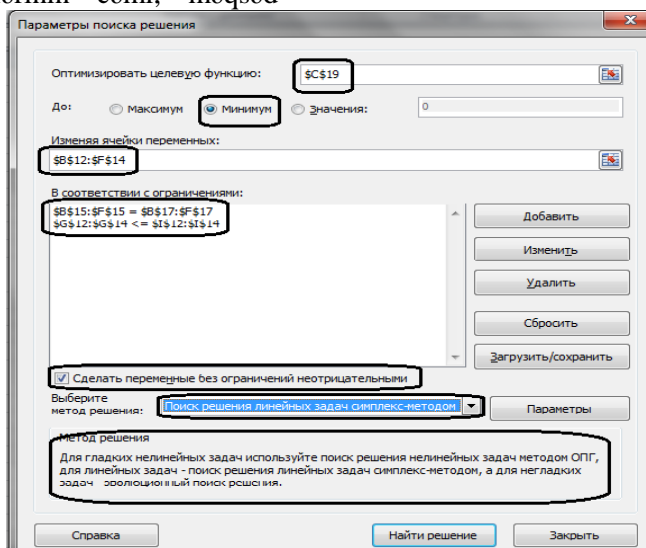 Параметры поиска решения
Оптимизировать целевую функцию: $C$19
До: Максимум Минимум Значения: 0
Изменяя ячейки переменных:
$B$12:$F$14
В соответствии с ограничениями:
$B$15:$F$15 = $B$17:$F$17
$G$12:$G$14 <= $I$12:$I$14
Добавить
Изменить
Удалить
Сбросить
Загрузить/сохранить
Сделать переменные без ограничений неотрицательными
Выберите
метод решения: Поиск решения линейных задач симплекс-методом
Параметры
Метод решения
Для гладких нелинейных задач используйте поиск решения нелинейных задач методом ОПГ,
для линейных задач - поиск решения линейных задач симплекс-методом, а для негладких
задач - эволюционный поиск решения.
Справка
Найти решение
Закрыть